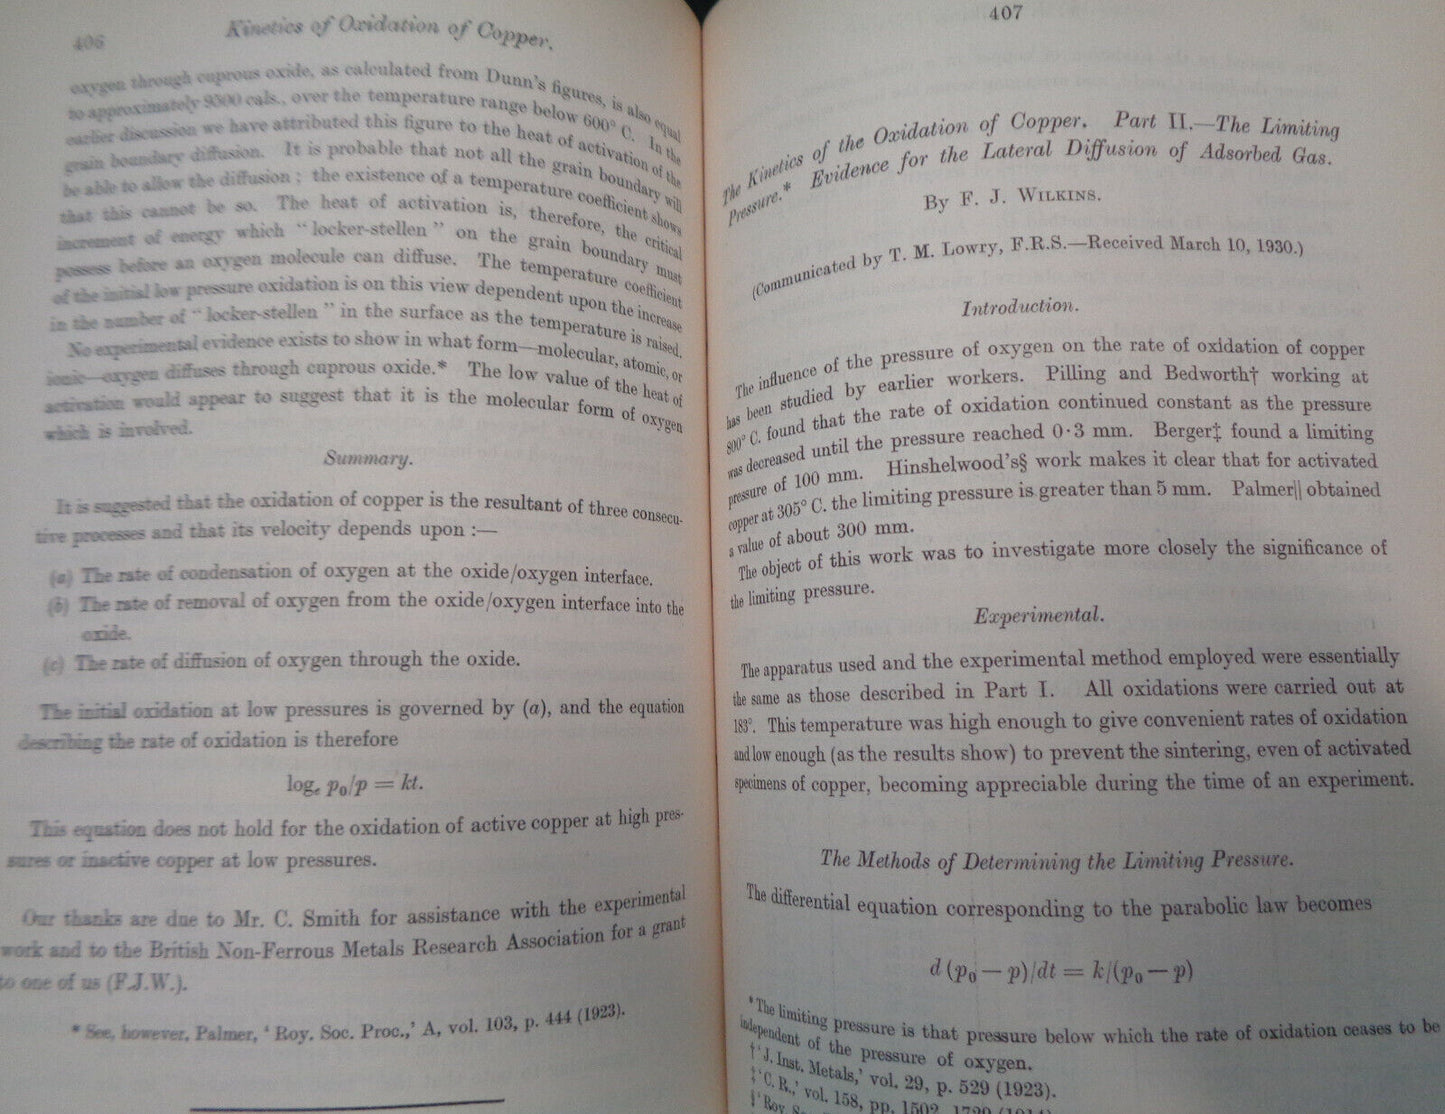 406
Kinetics of Oxidation of Copper.
oxygen through cuprous oxide, as calculated from Dunn's figures, is also equal
to approximately 9500 cals., over the temperature range below 600° C. In the
earlier discussion we have attributed this figure to the heat of activation of the
grain boundary diffusion. It is probable that not all the grain boundary will
be able to allow the diffusion ; the existence of a temperature coefficient shows
that this cannot be so. The heat of activation is, therefore, the critical
increment of energy which “ locker-stellen ” on the grain boundary must
possess before an oxygen molecule can diffuse. The temperature coefficient
of the initial low pressure oxidation is on this view dependent upon the increase
in the number of “ locker-stellen ” in the surface as the temperature is raised.
No experimental evidence exists to show in what form—molecular, atomic, or
ionic—oxygen diffuses through cuprous oxide.* The low value of the heat of
activation would appear to suggest that it is the molecular form of oxygen
which is involved.
Summary.
It is suggested that the oxidation of copper is the resultant of three consecu-
tive processes and that its velocity depends upon :—
(a) The rate of condensation of oxygen at the oxide/oxygen interface.
(b) The rate of removal of oxygen from the oxide/oxygen interface into the
oxide.
(c) The rate of diffusion of oxygen through the oxide.
The initial oxidation at low pressures is governed by (a), and the equation
describing the rate of oxidation is therefore
logₑ p₀/p = kt.
This equation does not hold for the oxidation of active copper at high pres-
sures or inactive copper at low pressures.
Our thanks are due to Mr. C. Smith for assistance with the experimental
work and to the British Non-Ferrous Metals Research Association for a grant
to one of us (F.J.W.).
* See, however, Palmer, ‘ Roy. Soc. Proc.,’ A, vol. 103, p. 444 (1923).
407
The Kinetics of the Oxidation of Copper. Part II.—The Limiting
Pressure.* Evidence for the Lateral Diffusion of Adsorbed Gas.
By F. J. WILKINS.
(Communicated by T. M. Lowry, F.R.S.—Received March 10, 1930.)
Introduction.
The influence of the pressure of oxygen on the rate of oxidation of copper
has been studied by earlier workers. Pilling and Bedworth† working at
800° C. found that the rate of oxidation continued constant as the pressure
was decreased until the pressure reached 0·3 mm. Berger‡ found a limiting
pressure of 100 mm. Hinshelwood's§ work makes it clear that for activated
copper at 305° C. the limiting pressure is greater than 5 mm. Palmer|| obtained
a value of about 300 mm.
The object of this work was to investigate more closely the significance of
the limiting pressure.
Experimental.
The apparatus used and the experimental method employed were essentially
the same as those described in Part I. All oxidations were carried out at
183°. This temperature was high enough to give convenient rates of oxidation
and low enough (as the results show) to prevent the sintering, even of activated
specimens of copper, becoming appreciable during the time of an experiment.
The Methods of Determining the Limiting Pressure.
The differential equation corresponding to the parabolic law becomes
d (p₀ — p)/dt = k/(p₀ — p)
* The limiting pressure is that pressure below which the rate of oxidation ceases to be
independent of the pressure of oxygen.
† ‘ J. Inst. Metals,’ vol. 29, p. 529 (1923).
‡ ‘ C. R.,’ vol. 158, pp. 1502, 1729 (1914).
§ ‘ Roy.